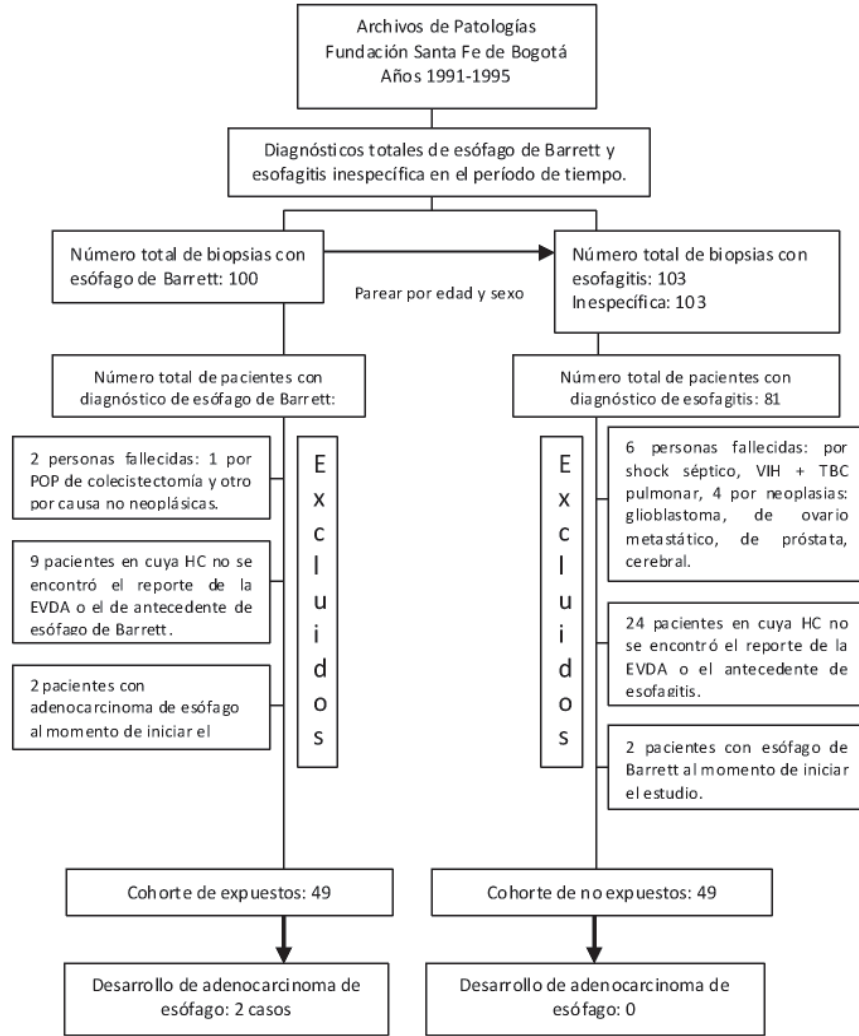 Archivos de Patologías
Fundación Santa Fe de Bogotá
Años 1991-1995
Diagnósticos totales de esófago de Barrett y
esofagitis inespecífica en el período de tiempo.
Número total de biopsias con
esófago de Barrett: 100
Parear por edad y sexo
Número total de biopsias con
esofagitis: 103
Inespecífica: 103
Número total de pacientes con
diagnóstico de esófago de Barrett:
Número total de pacientes con
diagnóstico de esofagitis: 81
2 personas fallecidas: 1 por
POP de colecistectomía y otro
por causa no neoplásicas.
9 pacientes en cuya HC no se
encontró el reporte de la
EVDA o el de antecedente de
esófago de Barrett.
2 pacientes con
adenocarcinoma de esófago
al momento de iniciar el
Excluidos
Excluidos
6 personas fallecidas: por
shock séptico, VIH + TBC
pulmonar, 4 por neoplasias:
glioblastoma, de ovario
metastático, de próstata,
cerebral.
24 pacientes en cuya HC no
se encontró el reporte de la
EVDA o el antecedente de
esofagitis.
2 pacientes con esófago de
Barrett al momento de iniciar
el estudio.
Cohorte de expuestos: 49
Cohorte de no expuestos: 49
Desarrollo de adenocarcinoma de
esófago: 2 casos
Desarrollo de adenocarcinoma de
esófago: 0